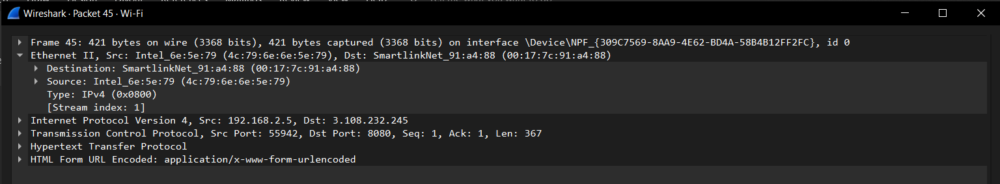 Wireshark · Packet 45 · Wi-Fi
Frame 45: 421 bytes on wire (3368 bits), 421 bytes captured (3368 bits) on interface \Device\NPF_{309C7569-8AA9-4E62-BD4A-58B4B12FF2FC}, id 0
Ethernet II, Src: Intel_6e:5e:79 (4c:79:6e:6e:5e:79), Dst: SmartlinkNet_91:a4:88 (00:17:7c:91:a4:88)
Destination: SmartlinkNet_91:a4:88 (00:17:7c:91:a4:88)
Source: Intel_6e:5e:79 (4c:79:6e:6e:5e:79)
Type: IPv4 (0x0800)
[Stream index: 1]
Internet Protocol Version 4, Src: 192.168.2.5, Dst: 3.108.232.245
Transmission Control Protocol, Src Port: 55942, Dst Port: 8080, Seq: 1, Ack: 1, Len: 367
Hypertext Transfer Protocol
HTML Form URL Encoded: application/x-www-form-urlencoded